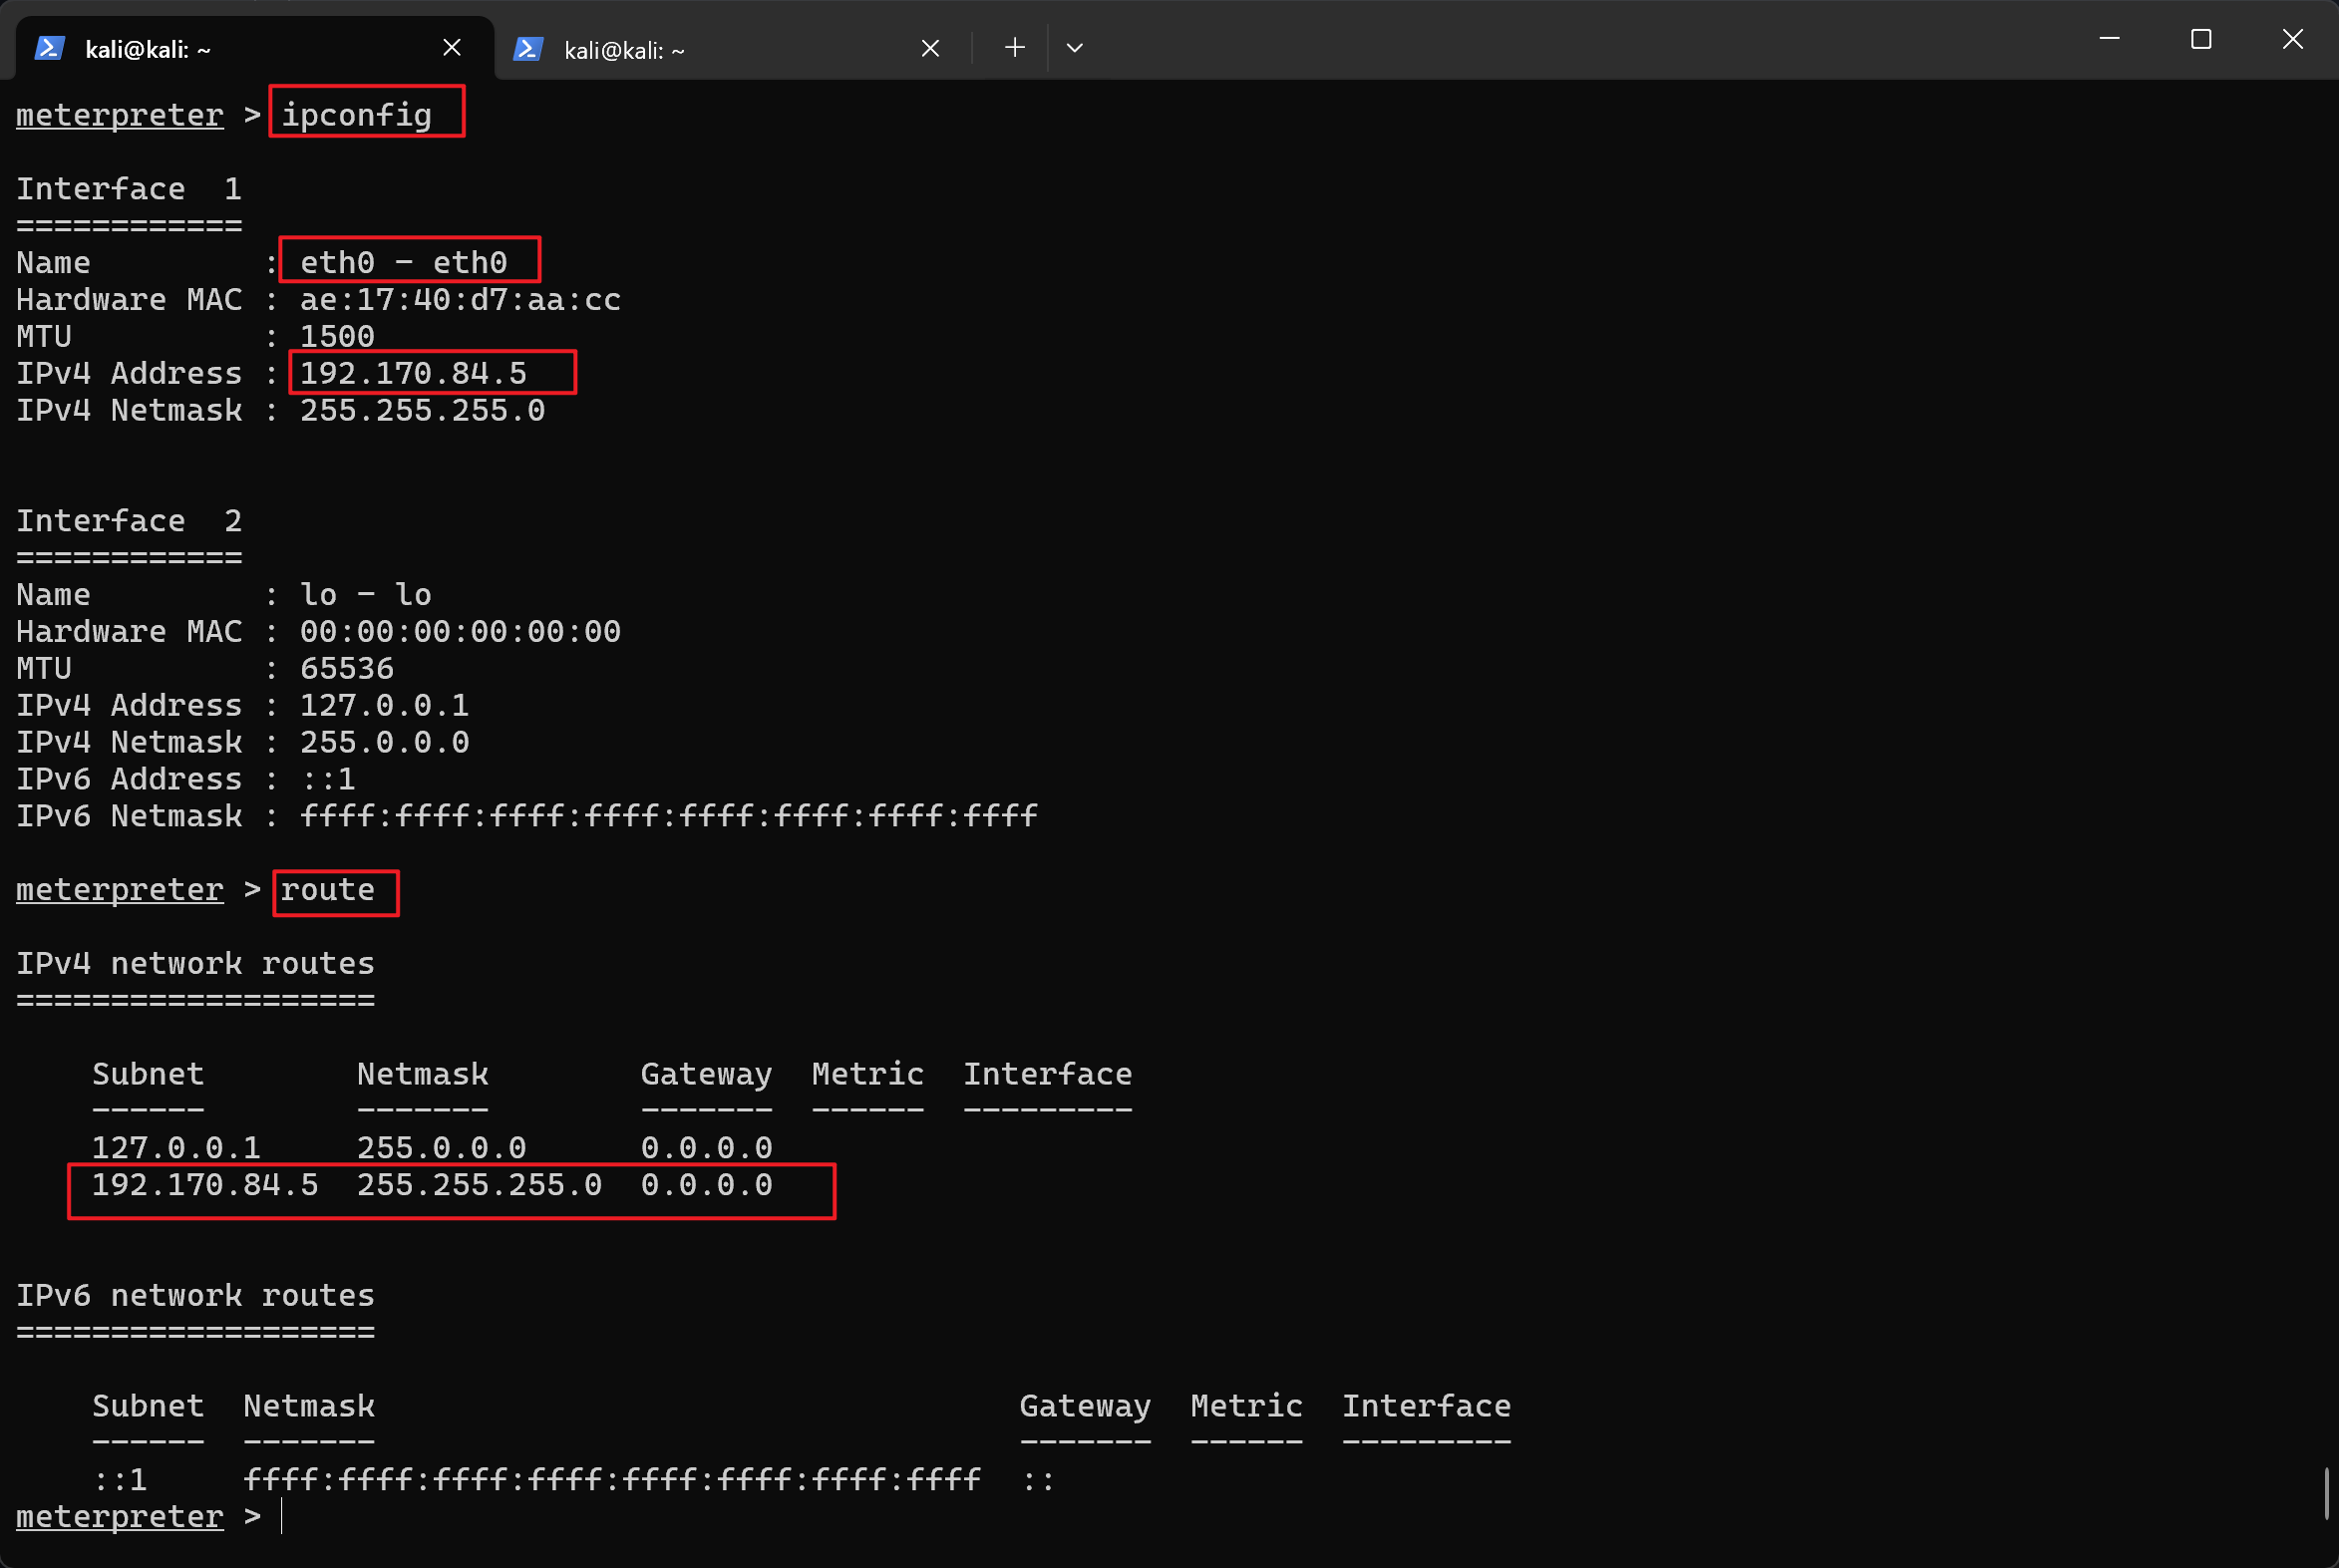 kali@kali: ~
kali@kali: ~
meterpreter > ipconfig
Interface  1
============
Name         : eth0 - eth0
Hardware MAC : ae:17:40:d7:aa:cc
MTU          : 1500
IPv4 Address : 192.170.84.5
IPv4 Netmask : 255.255.255.0
Interface  2
============
Name         : lo - lo
Hardware MAC : 00:00:00:00:00:00
MTU          : 65536
IPv4 Address : 127.0.0.1
IPv4 Netmask : 255.0.0.0
IPv6 Address : ::1
IPv6 Netmask : ffff:ffff:ffff:ffff:ffff:ffff:ffff:ffff
meterpreter > route
IPv4 network routes
===================
    Subnet        Netmask        Gateway  Metric  Interface
    ------        -------        -------  ------  ---------
    127.0.0.1     255.0.0.0      0.0.0.0
    192.170.84.5  255.255.255.0  0.0.0.0
IPv6 network routes
===================
    Subnet  Netmask                                  Gateway  Metric  Interface
    ------  -------                                  -------  ------  ---------
    ::1     ffff:ffff:ffff:ffff:ffff:ffff:ffff:ffff  ::
meterpreter >